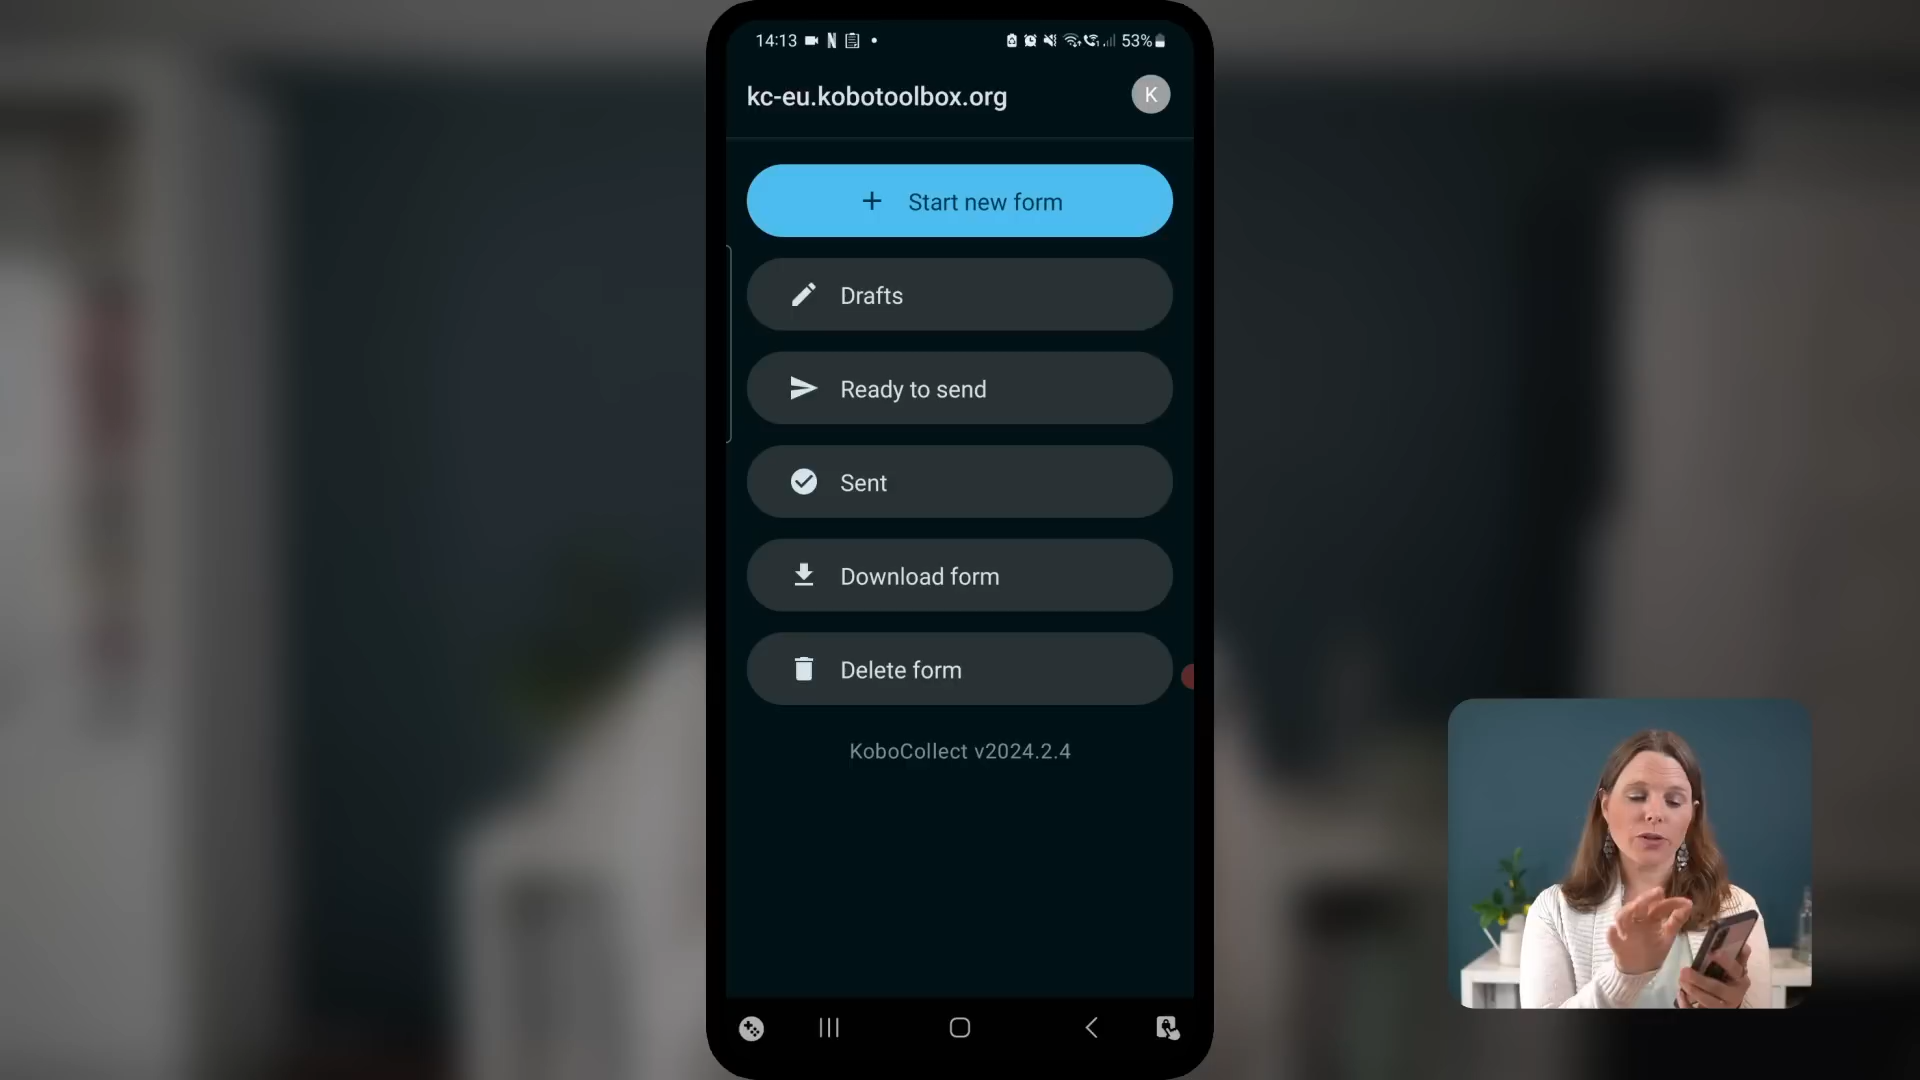 14:13
53%
kc-eu.kobotoolbox.org
K
+ Start new form
Drafts
Ready to send
Sent
Download form
Delete form
KoboCollect v2024.2.4